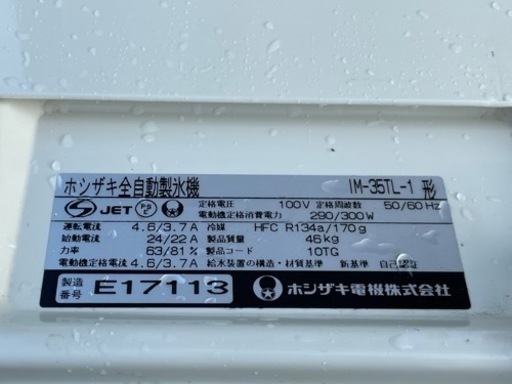 ホシザキ全自動製氷機 IM-35TL-1 形
JET PSE 定格電圧 100V 定格周波数 50/60Hz
電動機定格消費電力 290/300W
運転電流 4.6/3.7A 冷媒 HFC R134a/170g
始動電流 24/22A 製品質量 46kg
力率 63/81% 製品コード 10TG
電動機定格電流 4.6/3.7A 給水装置の構造・材質基準 新基準 自己認証
製造番号 E17113 ホシザキ電機株式会社